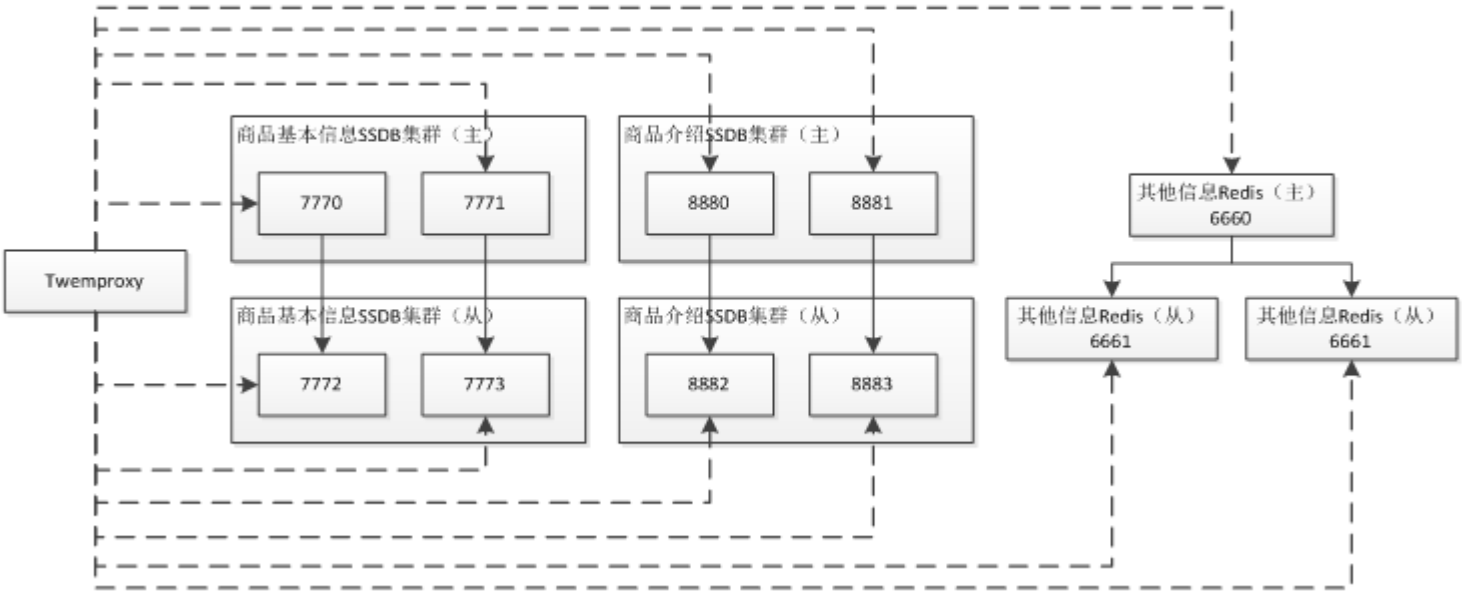 商品基本信息SSDB集群（主）
7770
7771
商品介绍SSDB集群（主）
8880
8881
其他信息Redis（主）
6660
Twemproxy
商品基本信息SSDB集群（从）
7772
7773
商品介绍SSDB集群（从）
8882
8883
其他信息Redis（从）
6661
其他信息Redis（从）
6661